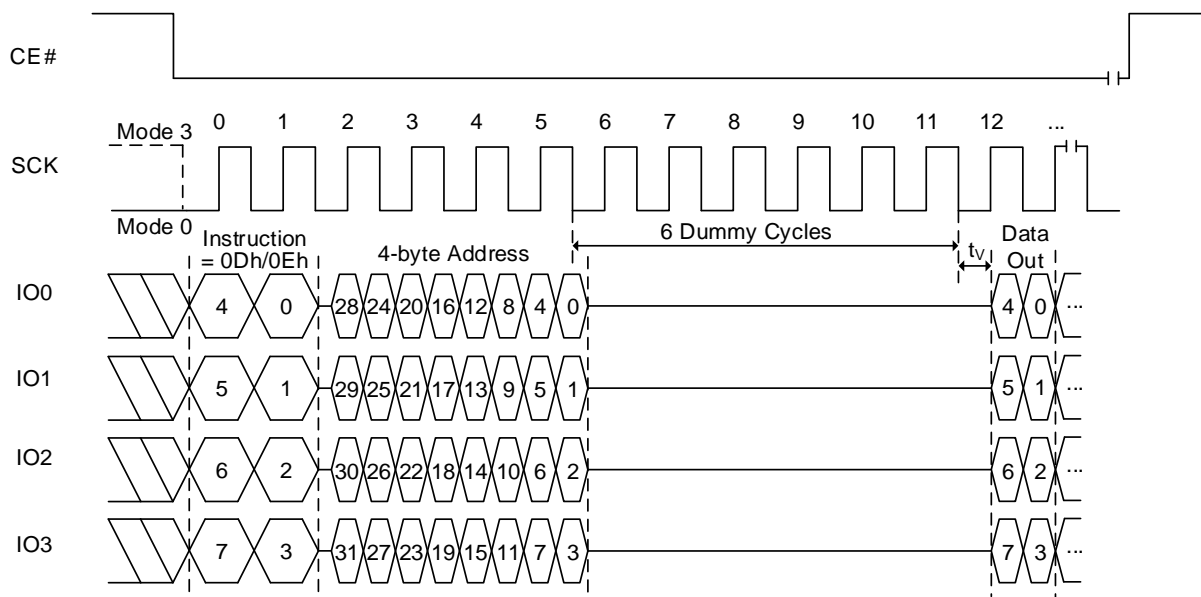 CE#
0 1 2 3 4 5 6 7 8 9 10 11 12 ...
Mode 3
SCK
Mode 0
Instruction
= 0Dh/0Eh
4-byte Address
6 Dummy Cycles
tV
Data
Out
IO0 4 0 28 24 20 16 12 8 4 0 4 0 ...
IO1 5 1 29 25 21 17 13 9 5 1 5 1 ...
IO2 6 2 30 26 22 18 14 10 6 2 6 2 ...
IO3 7 3 31 27 23 19 15 11 7 3 7 3 ...